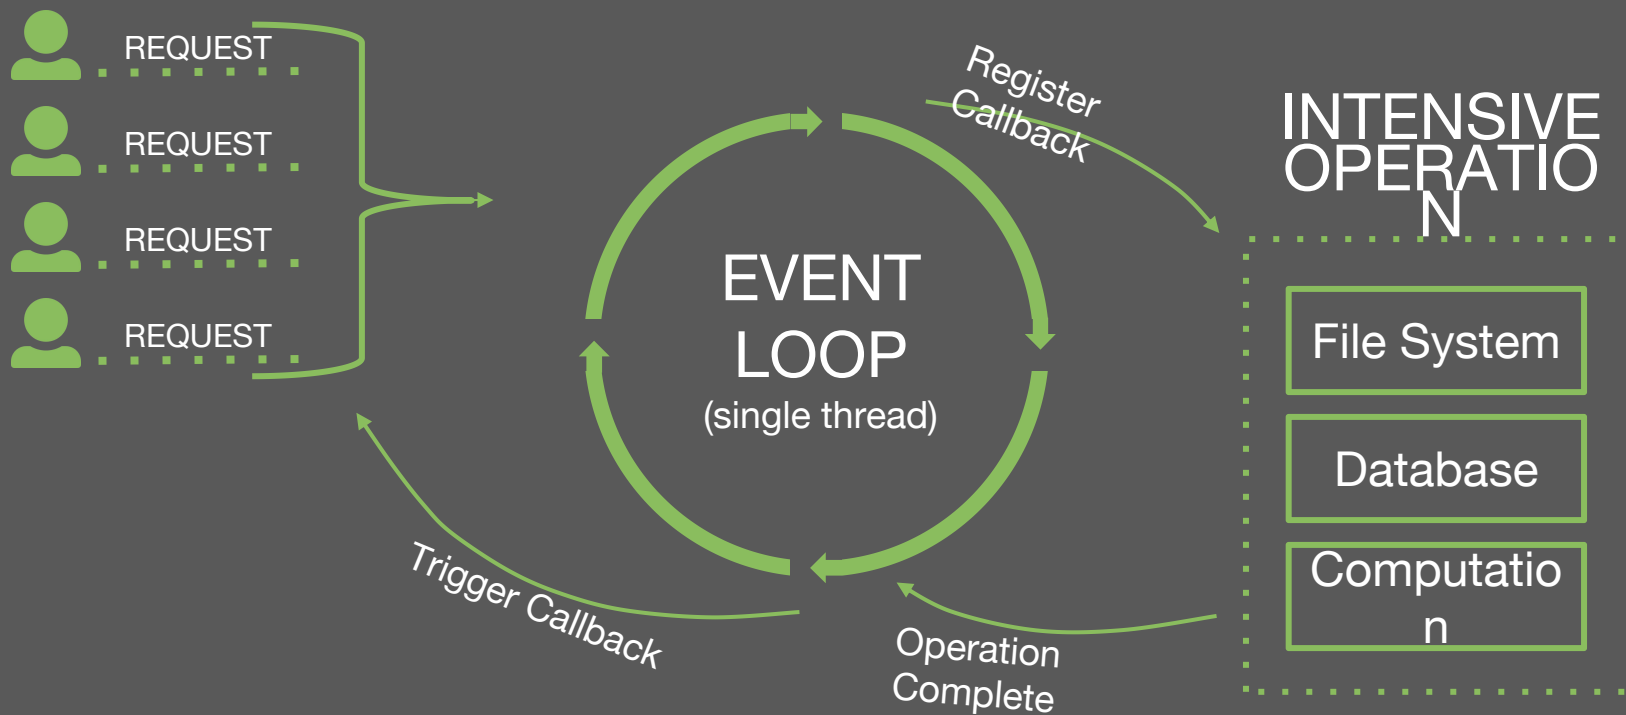 REQUEST
REQUEST
REQUEST
REQUEST
EVENT
LOOP
(single thread)
Register
Callback
INTENSIVE
OPERATIO
N
File System
Database
Computatio
n
Operation
Complete
Trigger Callback